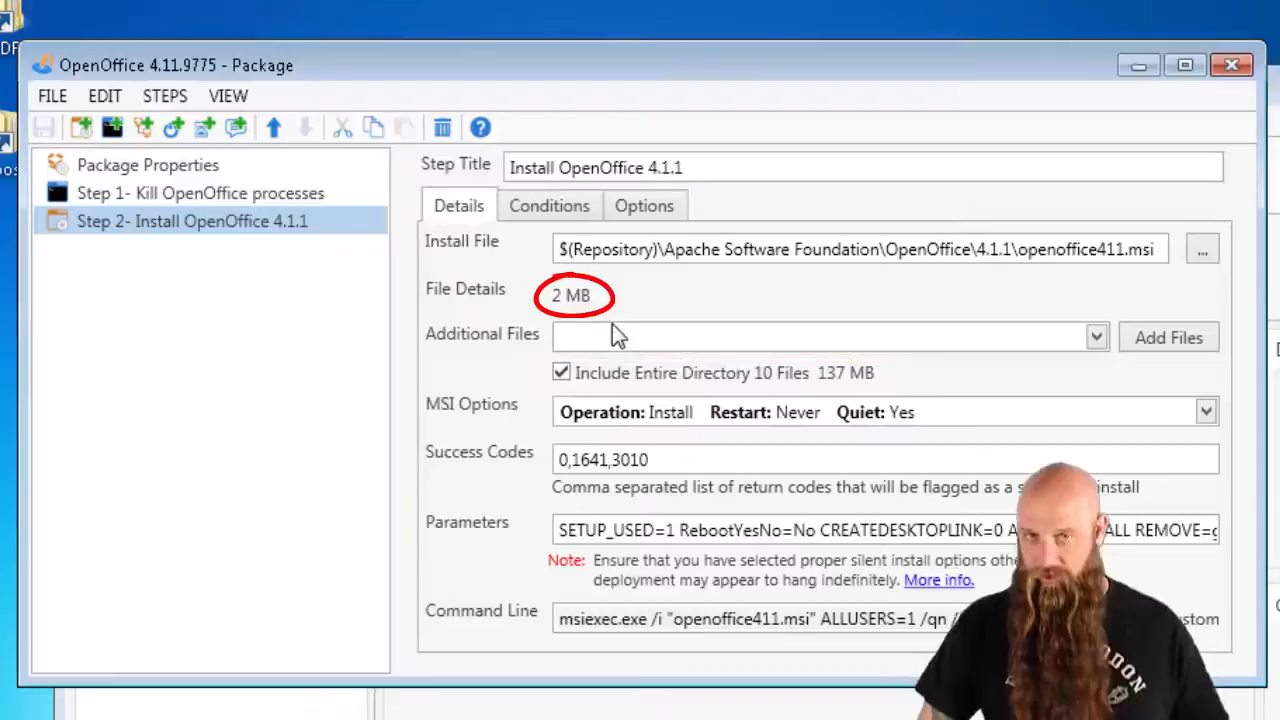 DF
OpenOffice 4.11.9775 - Package
FILE EDIT STEPS VIEW
Package Properties
Step 1- Kill OpenOffice processes
Step 2- Install OpenOffice 4.1.1
Step Title Install OpenOffice 4.1.1
Details Conditions Options
Install File $(Repository)\Apache Software Foundation\OpenOffice\4.1.1\openoffice411.msi ...
File Details 2 MB
Additional Files Add Files
Include Entire Directory 10 Files 137 MB
MSI Options Operation: Install Restart: Never Quiet: Yes
Success Codes 0,1641,3010
Comma separated list of return codes that will be flagged as a install
Parameters SETUP_USED=1 RebootYesNo=No CREATEDESKTOPLINK=0 ALL
Note: Ensure that you have selected proper silent install options
deployment may appear to hang indefinitely. More info.
Command Line msiexec.exe /i "openoffice411.msi" ALLUSERS=1 /qn